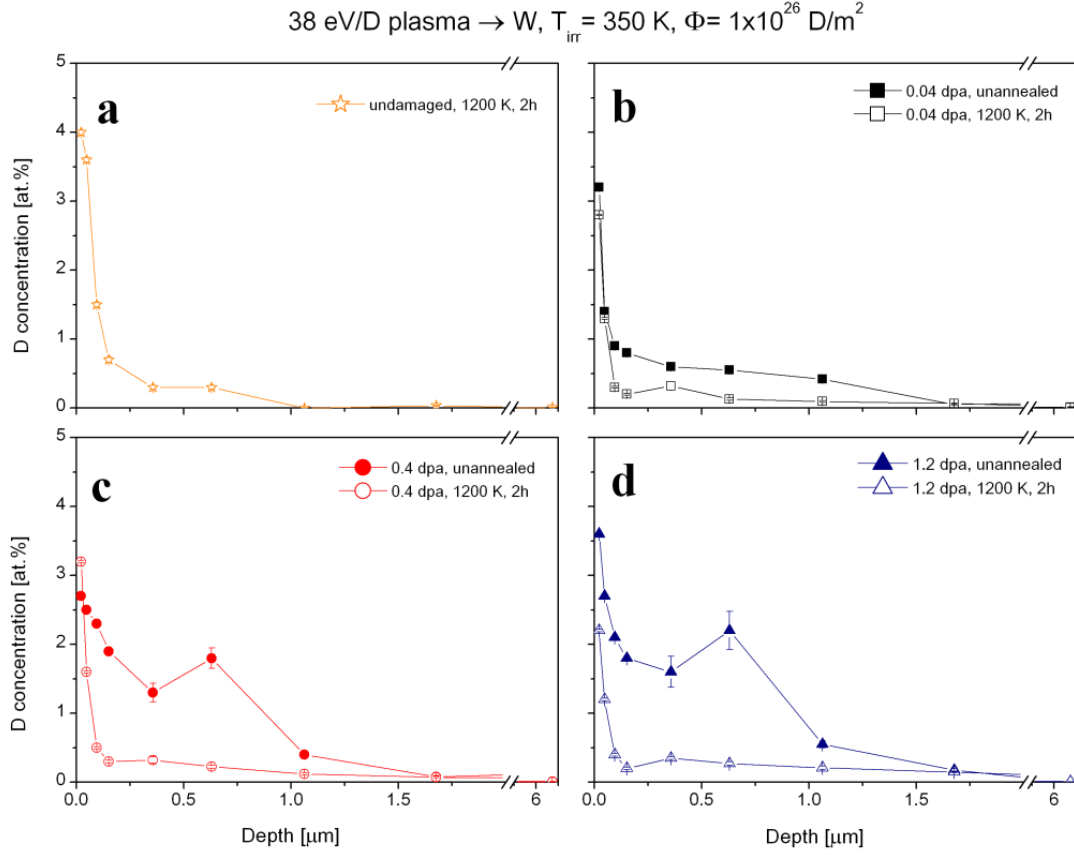 38 eV/D plasma → W, T_irr = 350 K, Φ= 1x10^26 D/m^2
a
undamaged, 1200 K, 2h
b
0.04 dpa, unannealed
0.04 dpa, 1200 K, 2h
5
4
3
2
1
0
D concentration [at.%]
c
0.4 dpa, unannealed
0.4 dpa, 1200 K, 2h
d
1.2 dpa, unannealed
1.2 dpa, 1200 K, 2h
5
4
3
2
1
0
D concentration [at.%]
0.0 0.5 1.0 1.5 6
0.0 0.5 1.0 1.5 6
Depth [μm]
Depth [μm]